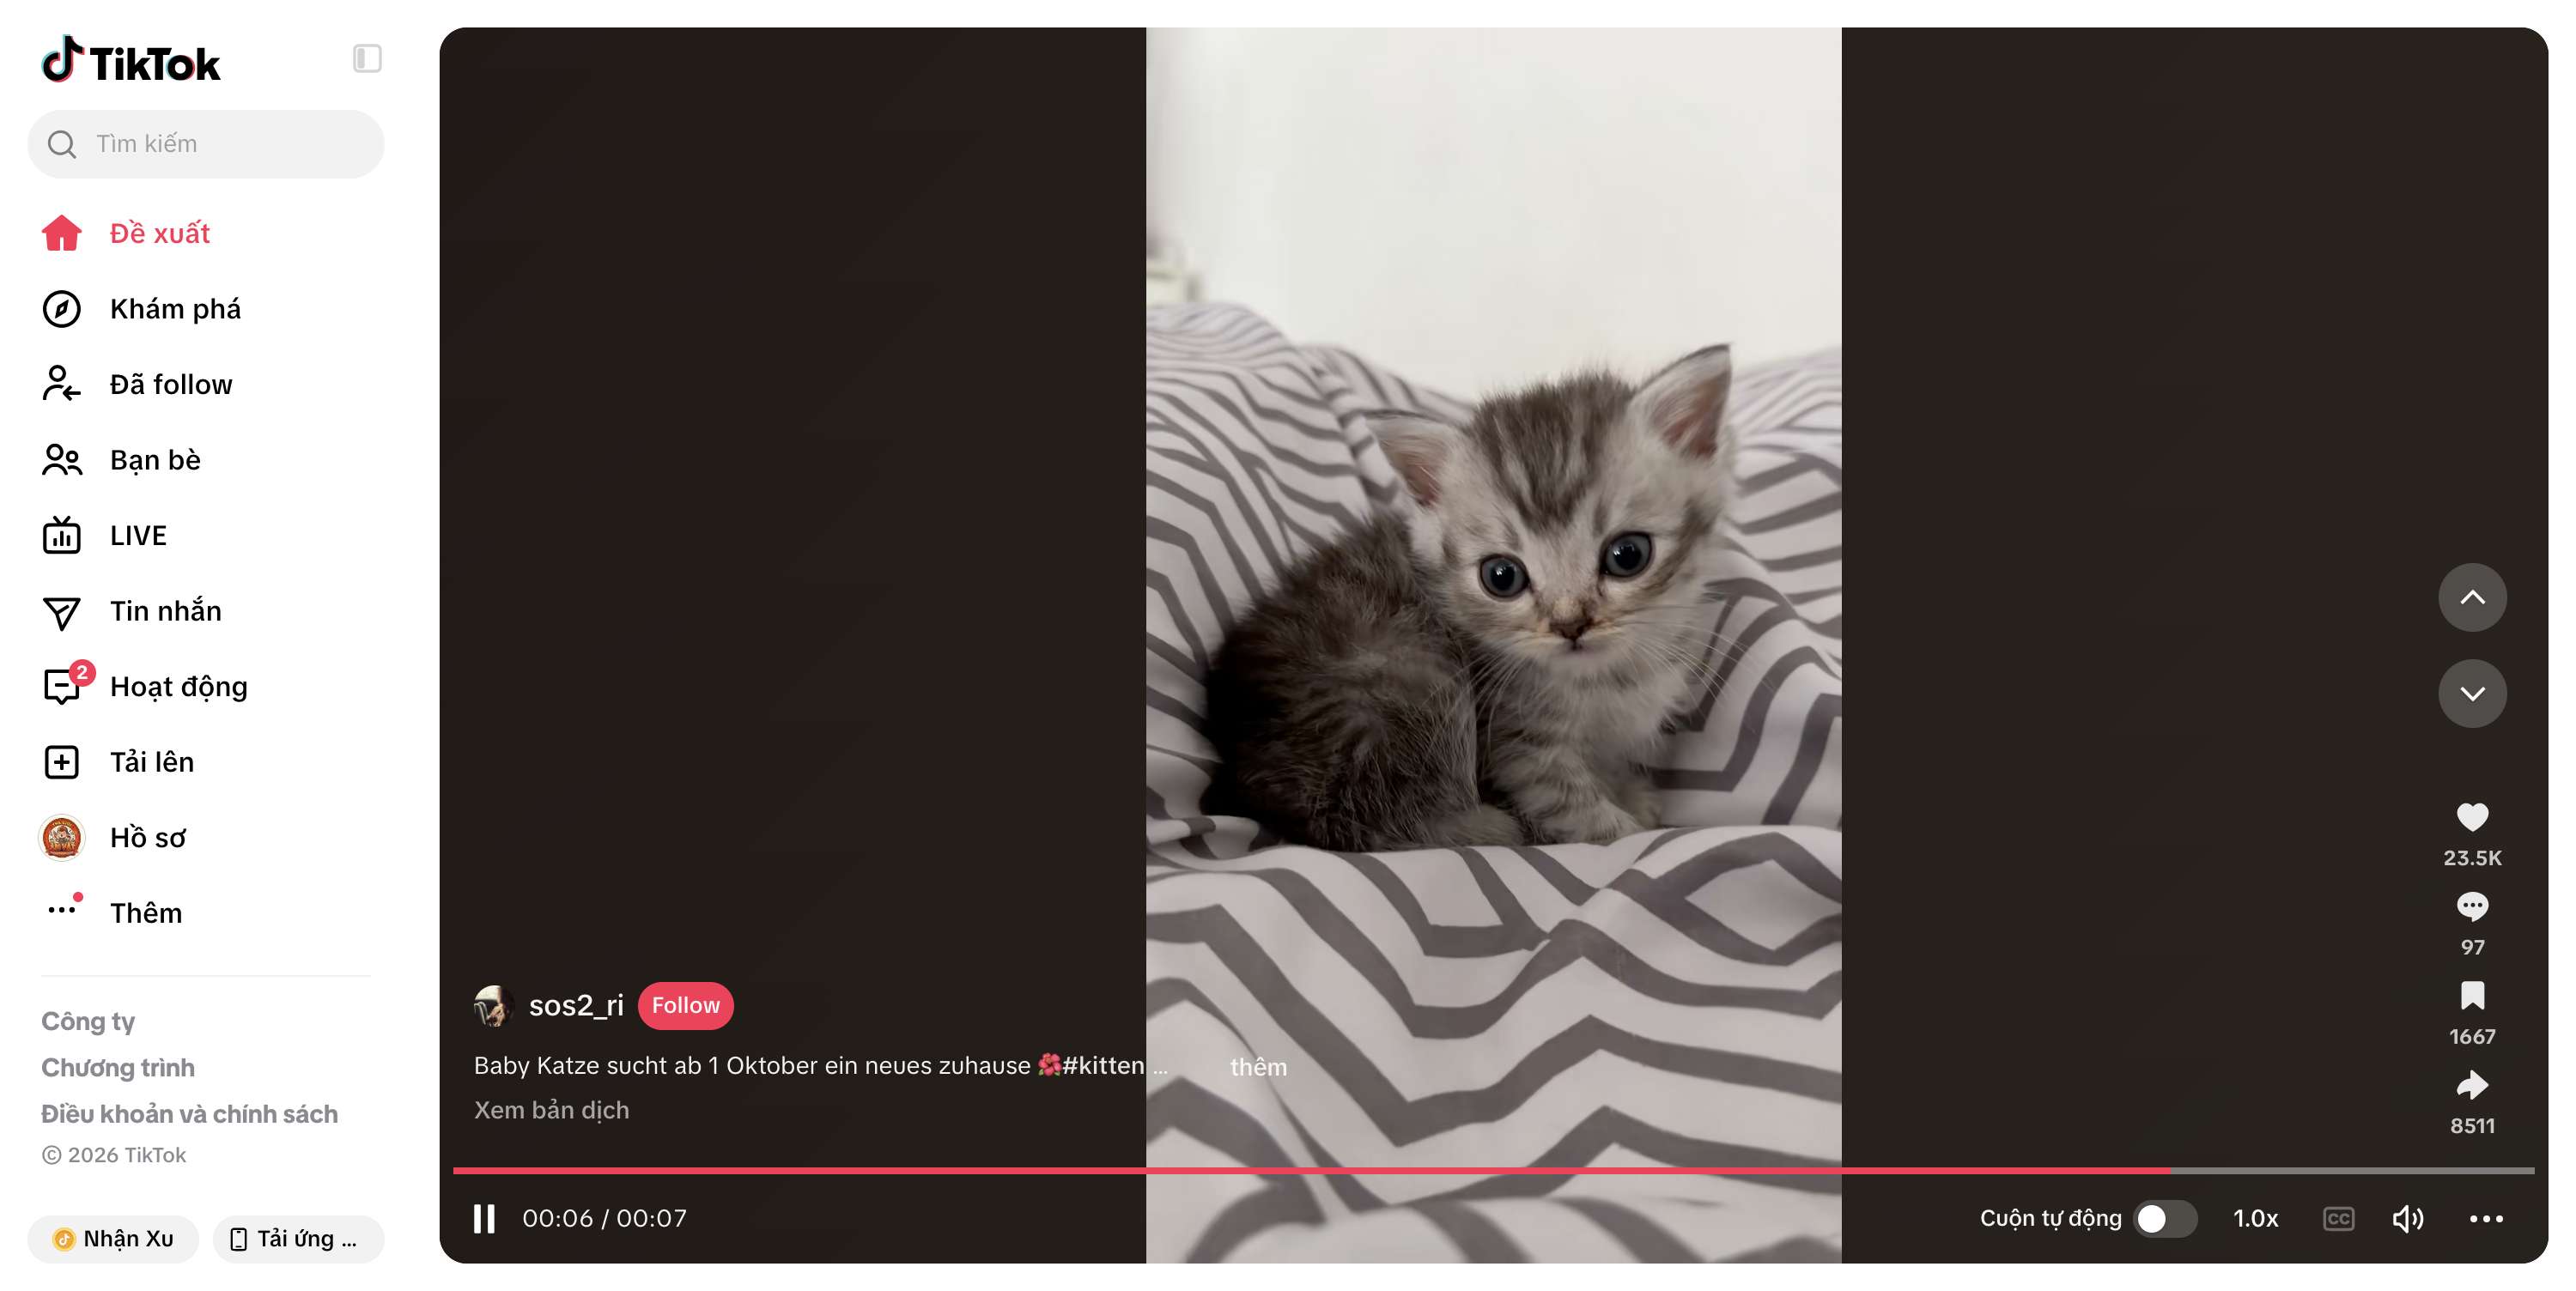 TikTok
Tìm kiếm
Đề xuất
Khám phá
Đã follow
Bạn bè
LIVE
Tin nhắn
2
Hoạt động
Tải lên
Hồ sơ
Thêm
Công ty
Chương trình
Điều khoản và chính sách
© 2026 TikTok
Nhận Xu
Tải ứng ...
sos2_ri Follow
Baby Katze sucht ab 1 Oktober ein neues zuhause 🌺#kitten ... thêm
Xem bản dịch
00:06 / 00:07
23.5K
97
1667
8511
Cuộn tự động
1.0x
CC